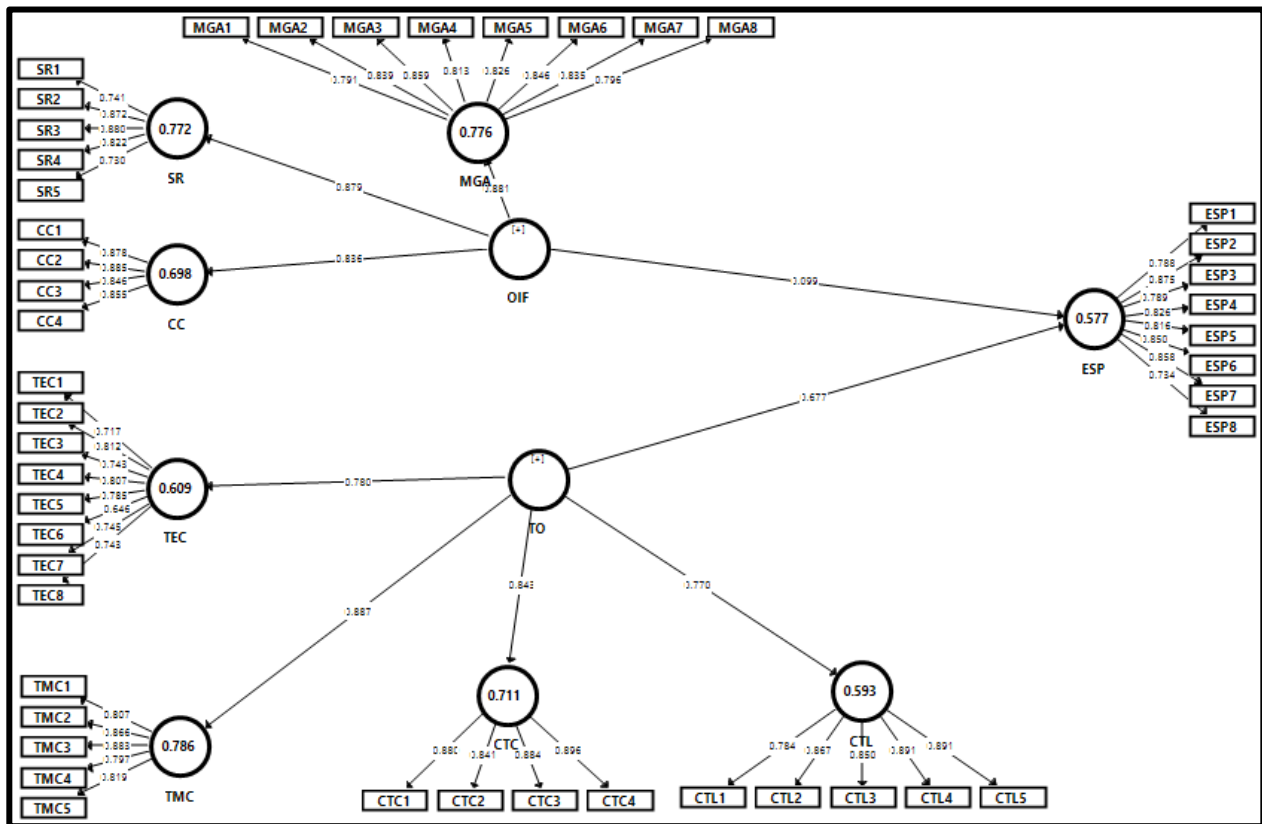 MGA1 MGA2 MGA3 MGA4 MGA5 MGA6 MGA7 MGA8
0.791 0.839 0.859 0.813 0.826 0.846 0.835 0.796
0.776
MGA
SR1
SR2
SR3
SR4
SR5
0.741
0.872
0.880
0.822
0.730
0.772
SR
0.879
0.881
CC1
CC2
CC3
CC4
0.878
0.885
0.846
0.855
0.698
CC
0.836
[+]
OIF
0.099
ESP1
ESP2
ESP3
ESP4
ESP5
ESP6
ESP7
ESP8
0.788
0.875
0.789
0.826
0.816
0.850
0.858
0.734
0.577
ESP
0.677
TEC1
TEC2
TEC3
TEC4
TEC5
TEC6
TEC7
TEC8
0.717
0.812
0.743
0.807
0.785
0.646
0.745
0.743
0.609
TEC
0.780
[+]
TO
0.887
0.843
0.770
TMC1
TMC2
TMC3
TMC4
TMC5
0.807
0.866
0.883
0.797
0.819
0.786
TMC
0.711
CTC
0.880 0.841 0.884 0.896
CTC1 CTC2 CTC3 CTC4
0.593
CTL
0.784 0.867 0.850 0.891 0.891
CTL1 CTL2 CTL3 CTL4 CTL5